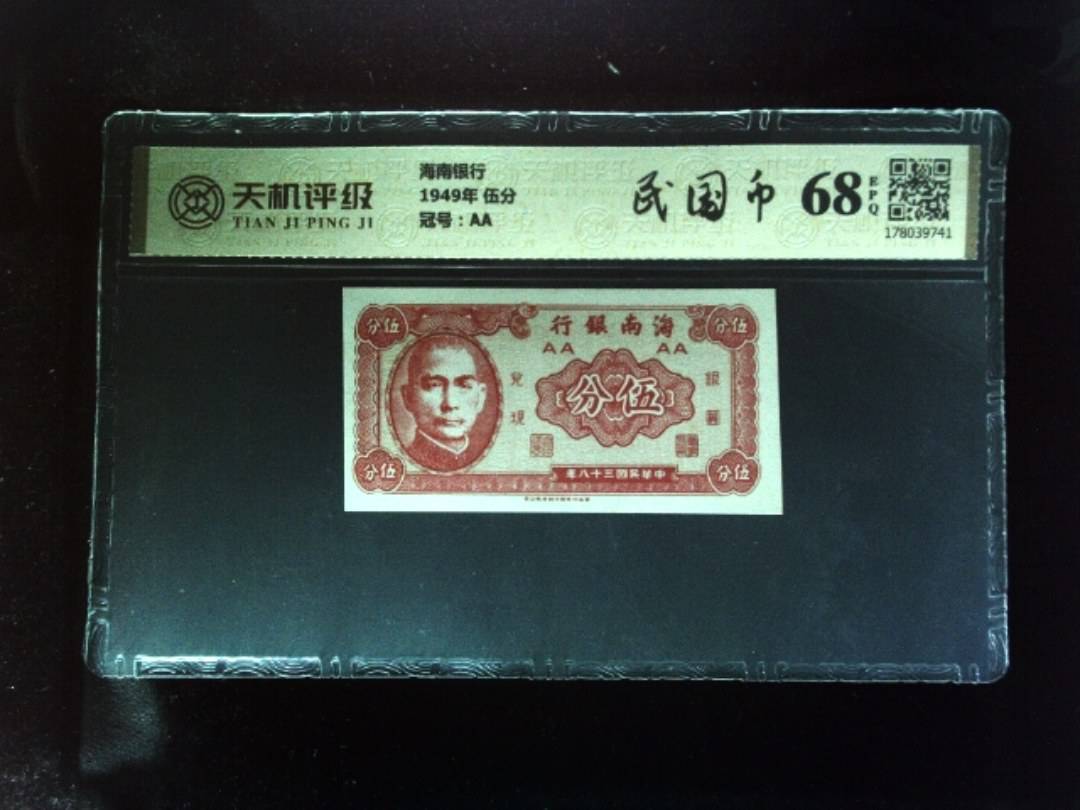 天机评级
TIAN JI PING JI
海南银行
1949年 伍分
冠号：AA
民国币
68
EPQ
178039741
分伍
行銀南海
分伍
AA AA
兌現
分伍
銀圓
分伍
年八十三國民華中
分伍